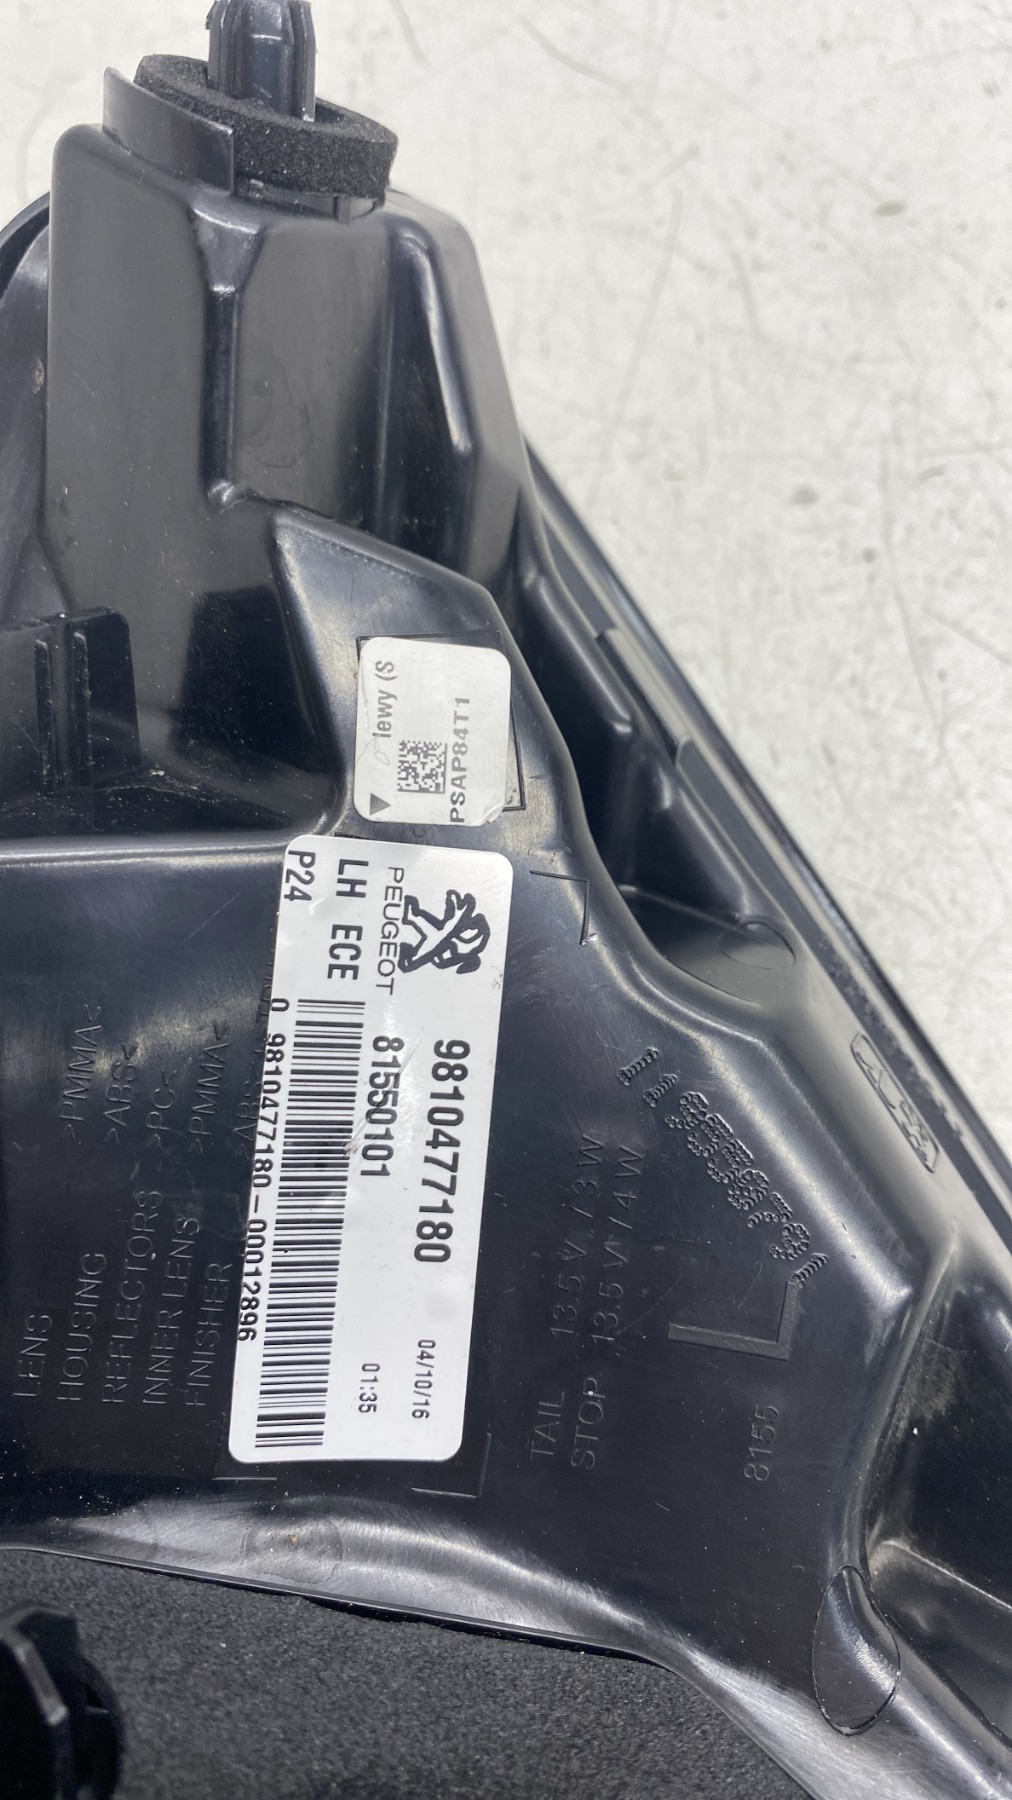 lewy (S)
PSAP84T1
PEUGEOT
9810477180
LH ECE
81550101
P24
04/10/16
01:35
0 9810477180-00012896
LENS >PMMA<
HOUSING >ABS<
REFLECTORS >PC<
INNER LENS >PMMA<
FINISHER
TAIL 13.5 V / 3 W
STOP 13.5 V / 4 W
8155